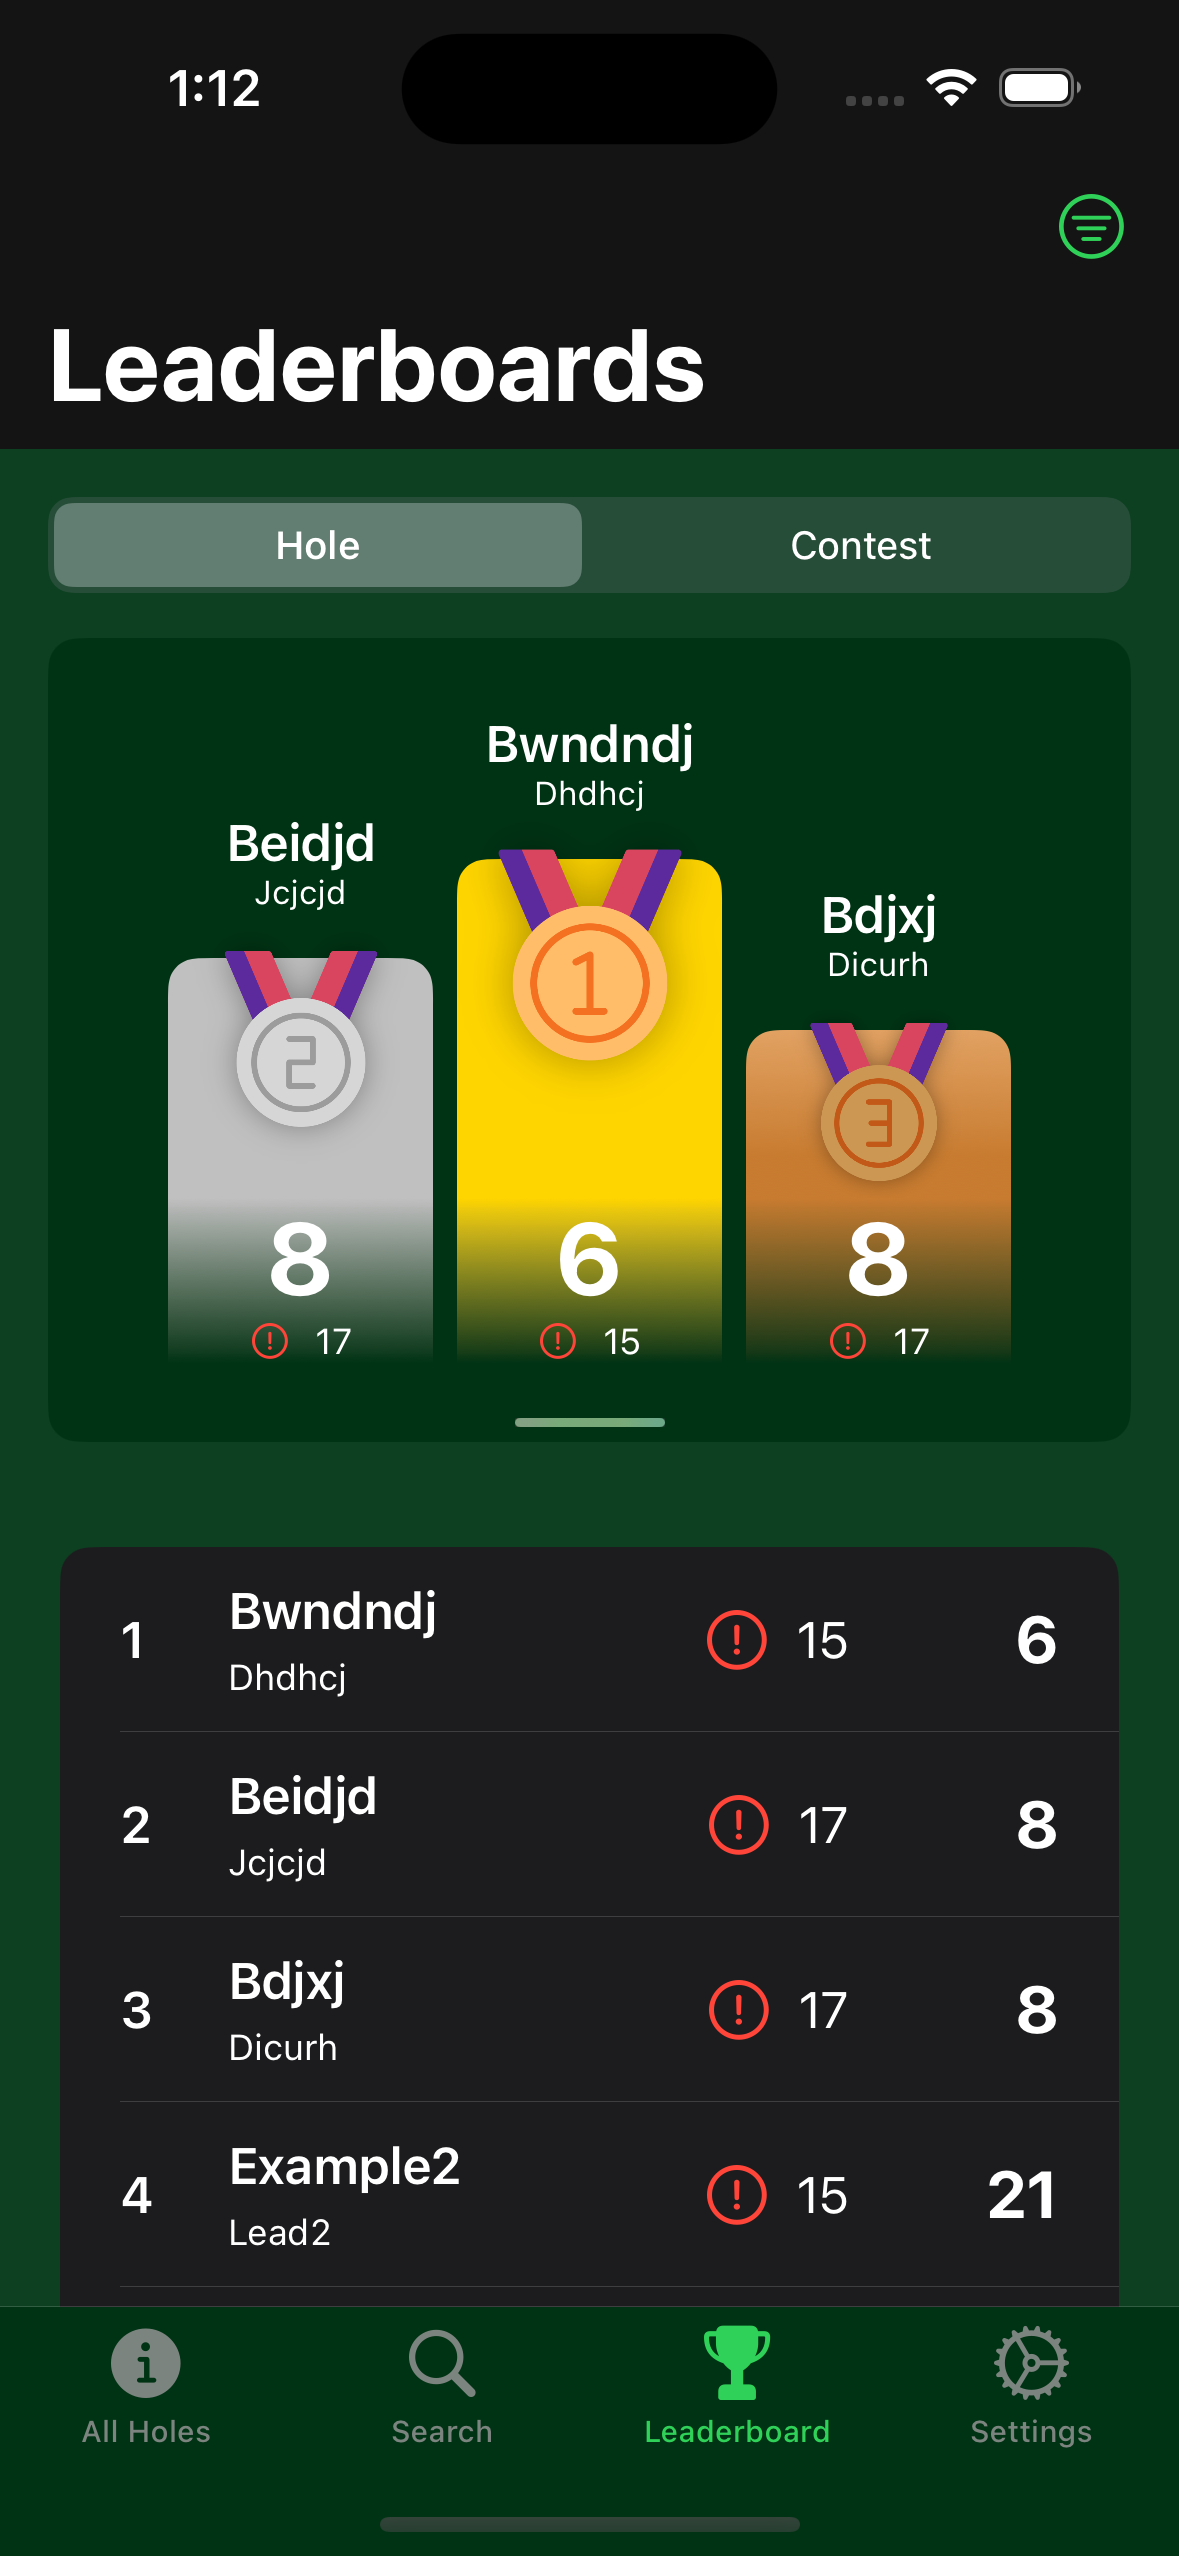 1:12
Leaderboards
Hole
Contest
Bwndndj
Dhdhcj
Beidjd
Jcjcjd
Bdjxj
Dicurh
2
1
3
8
6
8
17
15
17
1
Bwndndj
Dhdhcj
15
6
2
Beidjd
Jcjcjd
17
8
3
Bdjxj
Dicurh
17
8
4
Example2
Lead2
15
21
All Holes
Search
Leaderboard
Settings